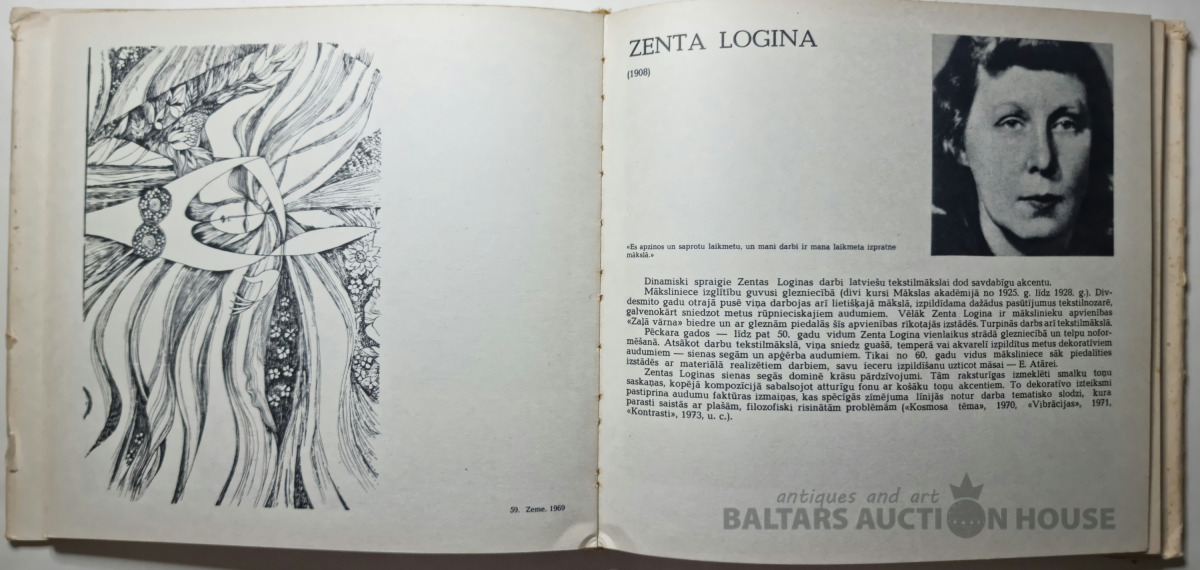 59. Zeme. 1969
ZENTA LOGINA
(1908)
«Es apzinos un saprotu laikmetu, un mani darbi ir mana laikmeta izpratne
mākslā.»
Dinamiski spraigie Zentas Loginas darbi latviešu tekstilmākslai dod savdabīgu akcentu.
Māksliniece izglītību guvusi glezniecībā (divi kursi Mākslas akadēmijā no 1925. g. līdz 1928. g.). Div-
desmito gadu otrajā pusē viņa darbojas arī lietišķajā mākslā, izpildīdama dažādus pasūtījumus tekstilnozarē,
galvenokārt sniedzot metus rūpnieciskajiem audumiem. Vēlāk Zenta Logina ir mākslinieku apvienības
«Zaļā vārna» biedre un ar gleznām piedalās šīs apvienības rīkotajās izstādēs. Turpinās darbs arī tekstilmākslā.
Pēckara gados — līdz pat 50. gadu vidum Zenta Logina vienlaikus strādā glezniecībā un telpu nofor-
mēšanā. Atsākot darbu tekstilmākslā, viņa sniedz guašā, temperā vai akvarelī izpildītus metus dekoratīviem
audumiem — sienas segām un apģērba audumiem. Tikai no 60. gadu vidus māksliniece sāk piedalīties
izstādēs ar materiālā realizētiem darbiem, savu ieceru izpildīšanu uzticot māsai — E. Atārei.
Zentas Loginas sienas segās dominē krāsu pārdzīvojumi. Tām raksturīgas izmeklēti smalku toņu
saskaņas, kopējā kompozīcijā sabalsojot atturīgu fonu ar košāku toņu akcentiem. To dekoratīvo izteiksmi
pastiprina audumu faktūras izmaiņas, kas spēcīgās zīmējuma līnijās notur darba tematisko slodzi, kura
parasti saistās ar plašām, filozofiski risinātām problēmām («Kosmosa tēma», 1970, «Vibrācijas», 1971,
«Kontrasti», 1973, u. c.).
antiques and art
BALTARS AUCTION HOUSE